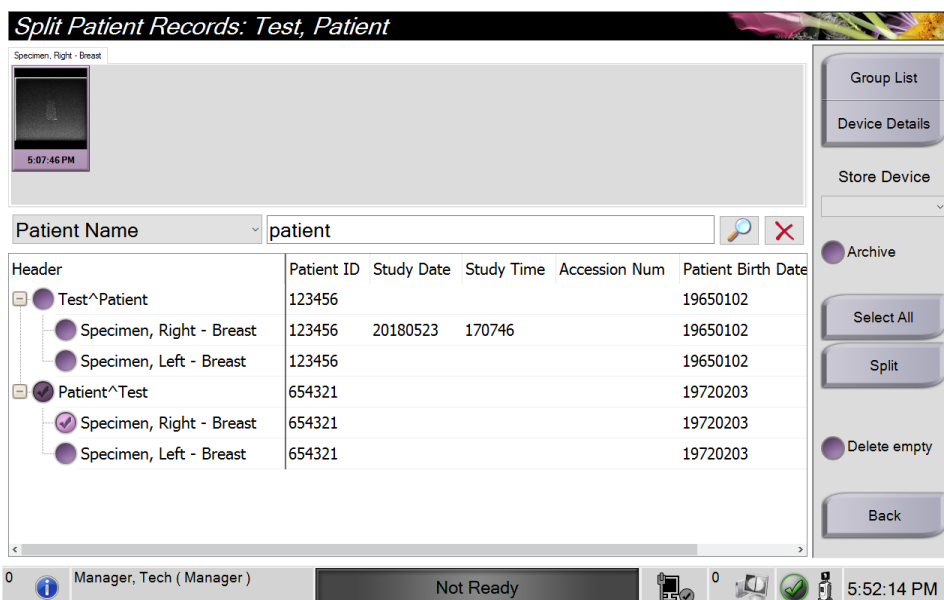 Split Patient Records: Test, Patient
Specimen, Right - Breast
5:07:46 PM
Group List
Device Details
Store Device
Patient Name patient
Archive
Header Patient ID Study Date Study Time Accession Num Patient Birth Date
Test^Patient 123456 19650102
Specimen, Right - Breast 123456 20180523 170746 19650102
Select All
Specimen, Left - Breast 123456 19650102
Split
Patient^Test 654321 19720203
Specimen, Right - Breast 654321 19720203
Delete empty
Specimen, Left - Breast 654321 19720203
Back
0 Manager, Tech ( Manager ) Not Ready 0 5:52:14 PM